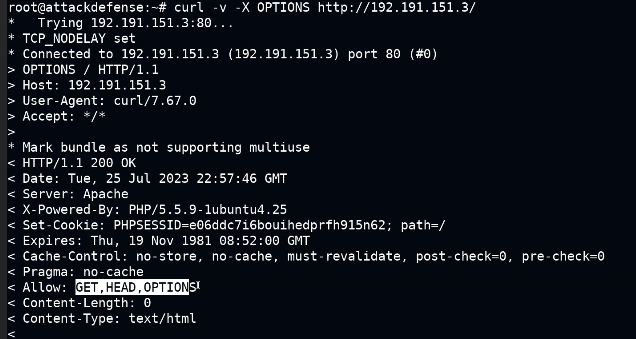 root@attackdefense:~# curl -v -X OPTIONS http://192.191.151.3/
*   Trying 192.191.151.3:80...
* TCP_NODELAY set
* Connected to 192.191.151.3 (192.191.151.3) port 80 (#0)
> OPTIONS / HTTP/1.1
> Host: 192.191.151.3
> User-Agent: curl/7.67.0
> Accept: */*
>
* Mark bundle as not supporting multiuse
< HTTP/1.1 200 OK
< Date: Tue, 25 Jul 2023 22:57:46 GMT
< Server: Apache
< X-Powered-By: PHP/5.5.9-1ubuntu4.25
< Set-Cookie: PHPSESSID=e06ddc7i6bouihedprfh915n62; path=/
< Expires: Thu, 19 Nov 1981 08:52:00 GMT
< Cache-Control: no-store, no-cache, must-revalidate, post-check=0, pre-check=0
< Pragma: no-cache
< Allow: GET,HEAD,OPTIONS
< Content-Length: 0
< Content-Type: text/html
<